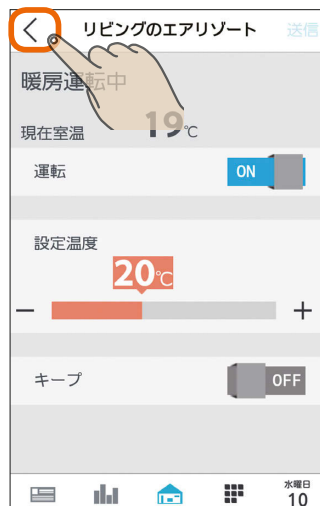 リビングのエアリゾート 送信
暖房運転中
現在室温 19℃
運転 ON
設定温度
20℃
− +
キープ OFF
水曜日
10